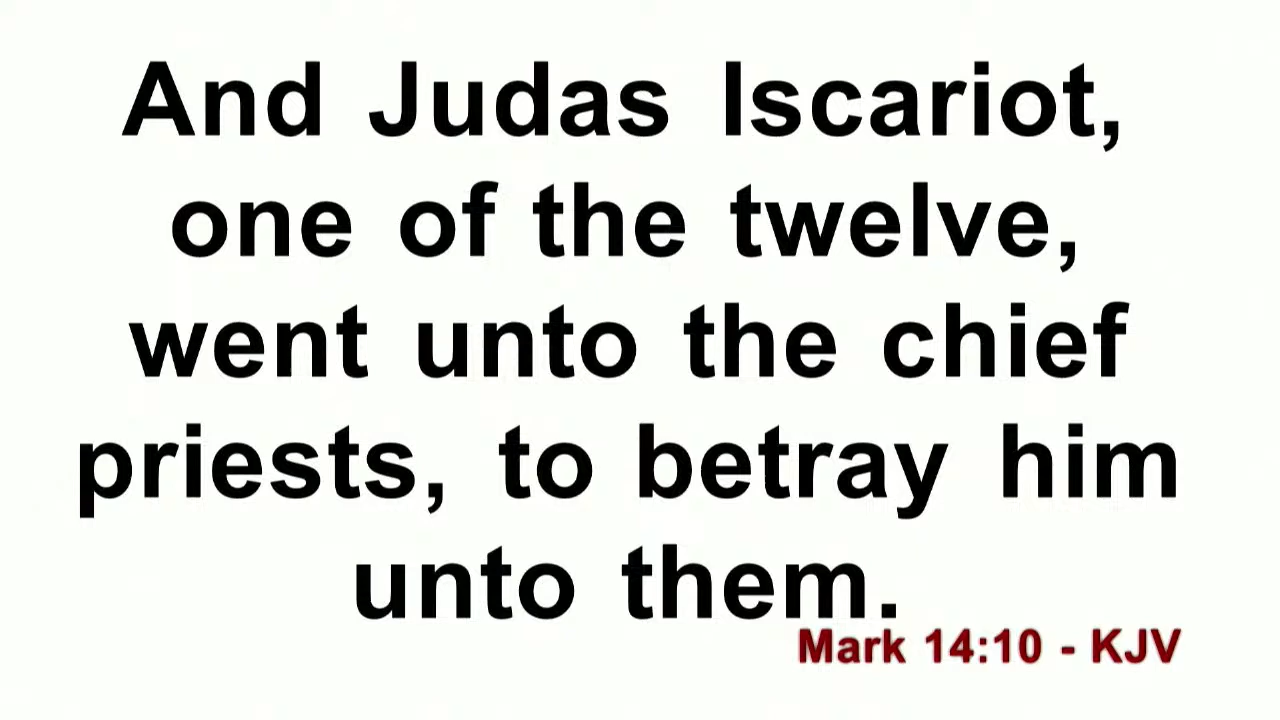 And Judas Iscariot,
one of the twelve,
went unto the chief
priests, to betray him
unto them.
Mark 14:10 - KJV